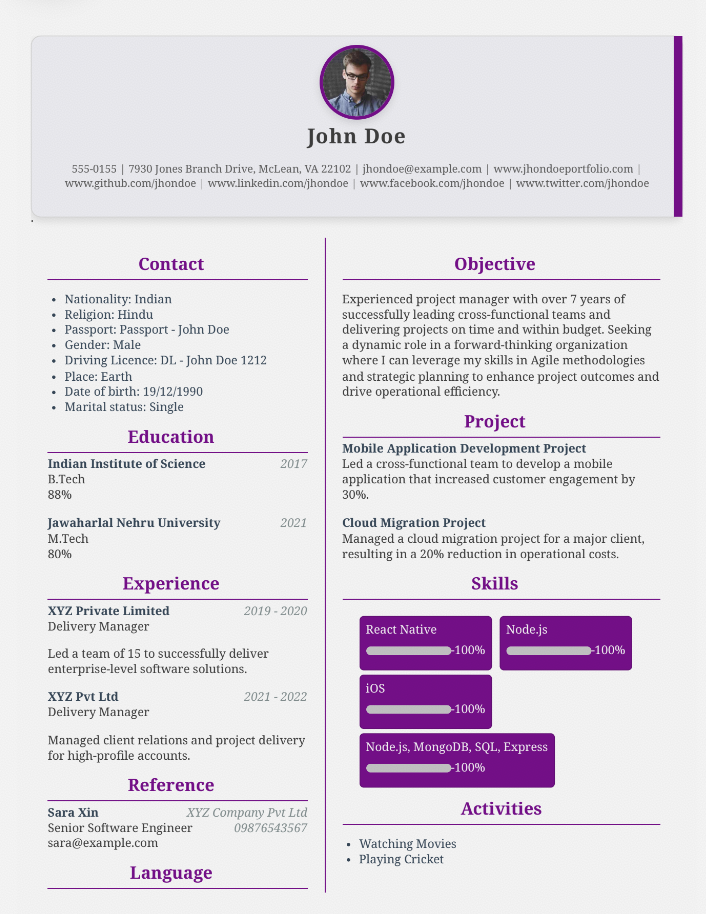 John Doe
555-0155 | 7930 Jones Branch Drive, McLean, VA 22102 | jhondoe@example.com | www.jhondoeportfolio.com |
www.github.com/jhondoe | www.linkedin.com/jhondoe | www.facebook.com/jhondoe | www.twitter.com/jhondoe
.
Contact
• Nationality: Indian
• Religion: Hindu
• Passport: Passport - John Doe
• Gender: Male
• Driving Licence: DL - John Doe 1212
• Place: Earth
• Date of birth: 19/12/1990
• Marital status: Single
Education
Indian Institute of Science 2017
B.Tech
88%
Jawaharlal Nehru University 2021
M.Tech
80%
Experience
XYZ Private Limited 2019 - 2020
Delivery Manager
Led a team of 15 to successfully deliver
enterprise-level software solutions.
XYZ Pvt Ltd 2021 - 2022
Delivery Manager
Managed client relations and project delivery
for high-profile accounts.
Reference
Sara Xin XYZ Company Pvt Ltd
Senior Software Engineer 09876543567
sara@example.com
Language
Objective
Experienced project manager with over 7 years of
successfully leading cross-functional teams and
delivering projects on time and within budget. Seeking
a dynamic role in a forward-thinking organization
where I can leverage my skills in Agile methodologies
and strategic planning to enhance project outcomes and
drive operational efficiency.
Project
Mobile Application Development Project
Led a cross-functional team to develop a mobile
application that increased customer engagement by
30%.
Cloud Migration Project
Managed a cloud migration project for a major client,
resulting in a 20% reduction in operational costs.
Skills
React Native
-100%
Node.js
-100%
iOS
-100%
Node.js, MongoDB, SQL, Express
-100%
Activities
• Watching Movies
• Playing Cricket